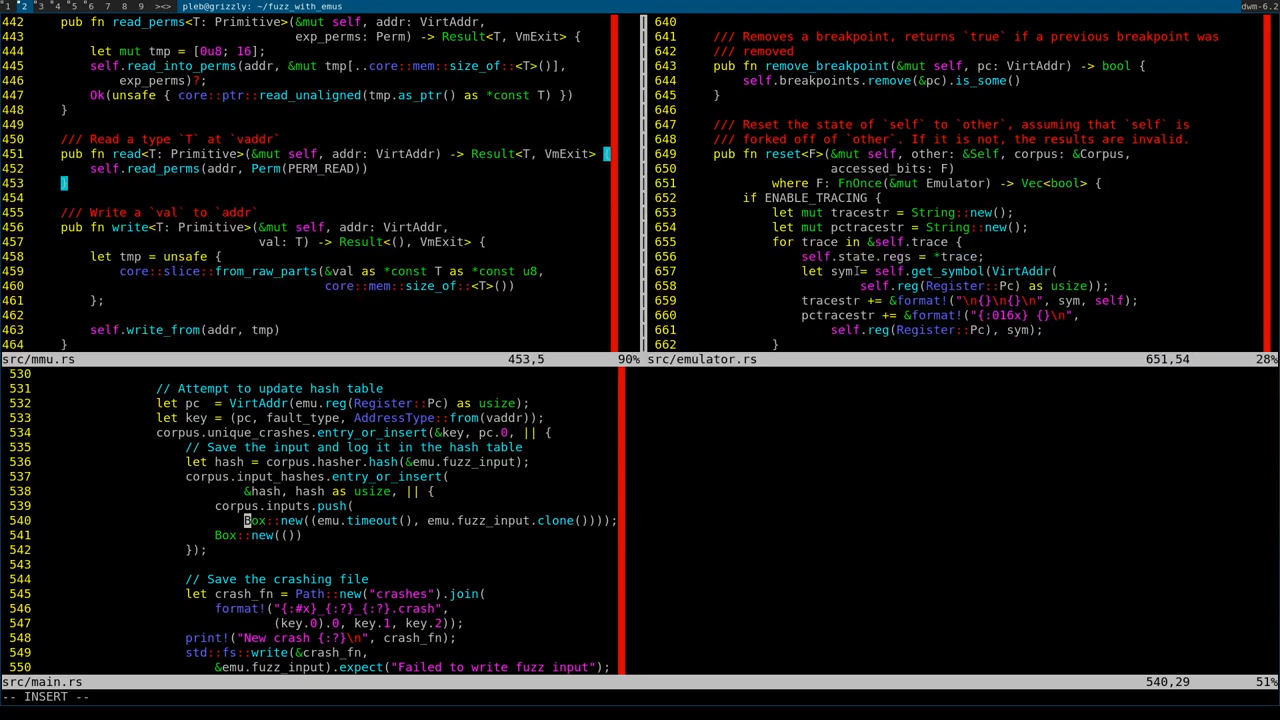 1 2 3 4 5 6 7 8 9 ><> pleb@grizzly: ~/fuzz_with_emus dwm-6.2
442     pub fn read_perms<T: Primitive>(&mut self, addr: VirtAddr,
443                                     exp_perms: Perm) -> Result<T, VmExit> {
444         let mut tmp = [0u8; 16];
445         self.read_into_perms(addr, &mut tmp[..core::mem::size_of::<T>()],
446             exp_perms)?;
447         Ok(unsafe { core::ptr::read_unaligned(tmp.as_ptr() as *const T) })
448     }
449
450     /// Read a type `T` at `vaddr`
451     pub fn read<T: Primitive>(&mut self, addr: VirtAddr) -> Result<T, VmExit> {
452         self.read_perms(addr, Perm(PERM_READ))
453     }
454
455     /// Write a `val` to `addr`
456     pub fn write<T: Primitive>(&mut self, addr: VirtAddr,
457                                val: T) -> Result<(), VmExit> {
458         let tmp = unsafe {
459             core::slice::from_raw_parts(&val as *const T as *const u8,
460                                         core::mem::size_of::<T>())
461         };
462
463         self.write_from(addr, tmp)
464     }
src/mmu.rs 453,5 90%
640
641     /// Removes a breakpoint, returns `true` if a previous breakpoint was
642     /// removed
643     pub fn remove_breakpoint(&mut self, pc: VirtAddr) -> bool {
644         self.breakpoints.remove(&pc).is_some()
645     }
646
647     /// Reset the state of `self` to `other`, assuming that `self` is
648     /// forked off of `other`. If it is not, the results are invalid.
649     pub fn reset<F>(&mut self, other: &Self, corpus: &Corpus,
650                     accessed_bits: F)
651             where F: FnOnce(&mut Emulator) -> Vec<bool> {
652         if ENABLE_TRACING {
653             let mut tracestr = String::new();
654             let mut pctracestr = String::new();
655             for trace in &self.trace {
656                 self.state.regs = *trace;
657                 let sym = self.get_symbol(VirtAddr(
658                         self.reg(Register::Pc) as usize));
659                 tracestr += &format!("\n{}\n{}\n", sym, self);
660                 pctracestr += &format!("{:016x} {}\n",
661                     self.reg(Register::Pc), sym);
662             }
src/emulator.rs 651,54 28%
530
531                 // Attempt to update hash table
532                 let pc  = VirtAddr(emu.reg(Register::Pc) as usize);
533                 let key = (pc, fault_type, AddressType::from(vaddr));
534                 corpus.unique_crashes.entry_or_insert(&key, pc.0, || {
535                     // Save the input and log it in the hash table
536                     let hash = corpus.hasher.hash(&emu.fuzz_input);
537                     corpus.input_hashes.entry_or_insert(
538                             &hash, hash as usize, || {
539                         corpus.inputs.push(
540                             Box::new((emu.timeout(), emu.fuzz_input.clone())));
541                         Box::new(())
542                     });
543
544                     // Save the crashing file
545                     let crash_fn = Path::new("crashes").join(
546                         format!("{:#x}_{:?}_{:?}.crash",
547                                 (key.0).0, key.1, key.2));
548                     print!("New crash {:?}\n", crash_fn);
549                     std::fs::write(&crash_fn,
550                         &emu.fuzz_input).expect("Failed to write fuzz input");
src/main.rs 540,29 51%
-- INSERT --